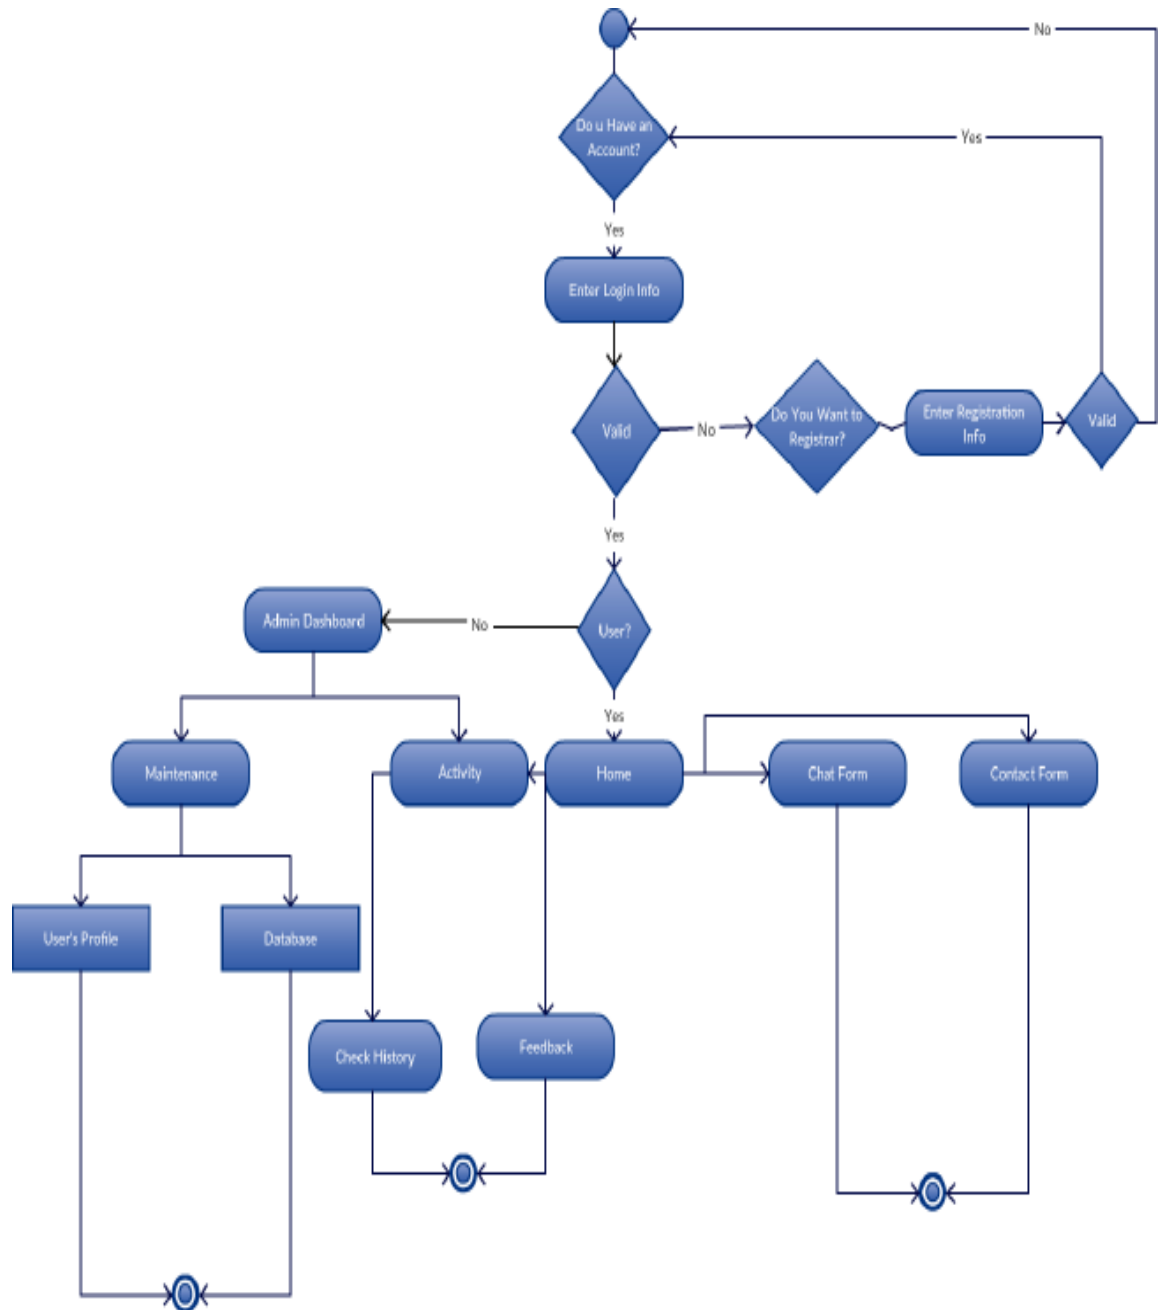 No
Do u Have an
Account?
Yes
Yes
Enter Login Info
Valid
No
Do You Want to
Registrar?
Enter Registration
Info
Valid
Yes
Admin Dashboard
No
User?
Yes
Maintenance
Activity
Home
Chat Form
Contact Form
User's Profile
Database
Check History
Feedback